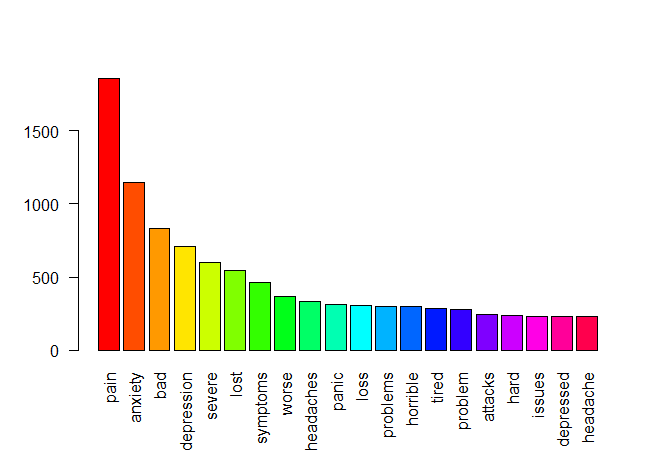 1500
1000
500
0
pain
anxiety
bad
depression
severe
lost
symptoms
worse
headaches
panic
loss
problems
horrible
tired
problem
attacks
hard
issues
depressed
headache